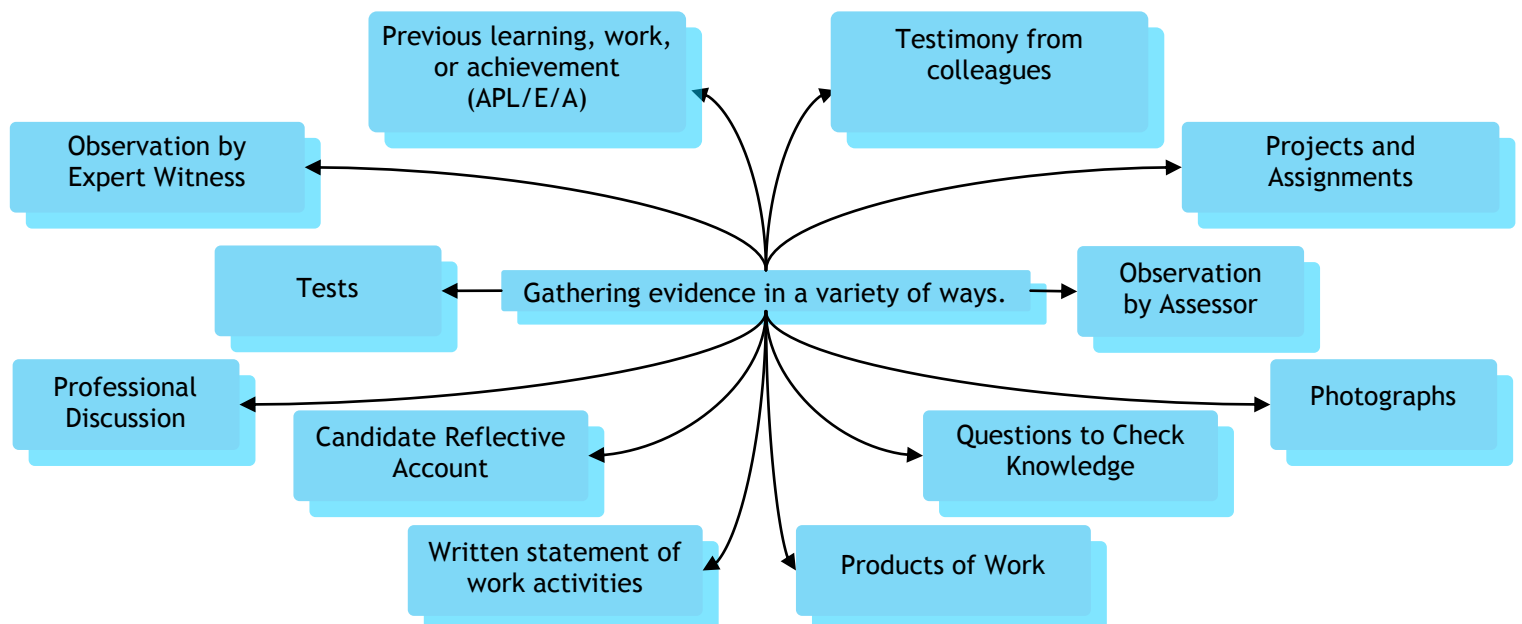 Previous learning, work,
or achievement
(APL/E/A)
Testimony from
colleagues
Observation by
Expert Witness
Projects and
Assignments
Tests
Gathering evidence in a variety of ways.
Observation
by Assessor
Professional
Discussion
Photographs
Candidate Reflective
Account
Questions to Check
Knowledge
Written statement of
work activities
Products of Work